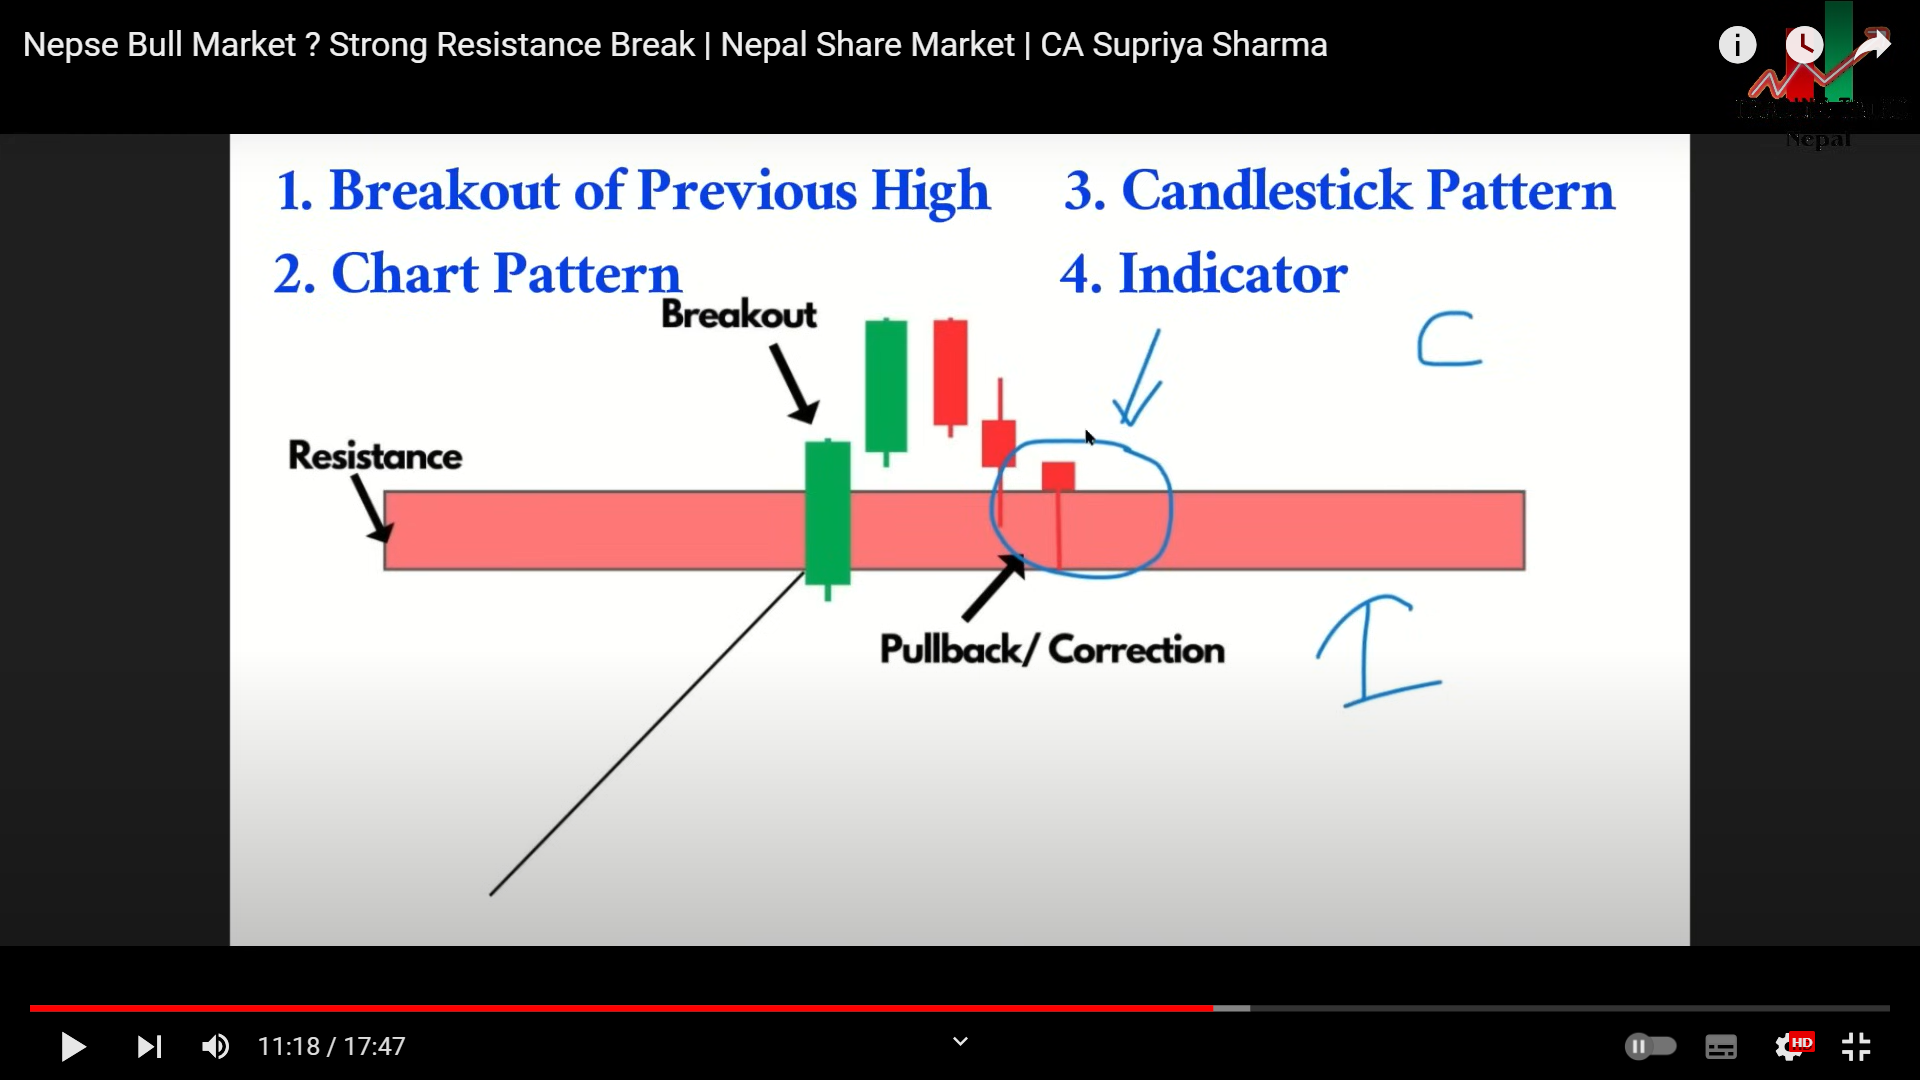 Nepse Bull Market ? Strong Resistance Break | Nepal Share Market | CA Supriya Sharma
Nepal
1. Breakout of Previous High
3. Candlestick Pattern
2. Chart Pattern
4. Indicator
Breakout
C
Resistance
Pullback/ Correction
I
11:18 / 17:47
HD